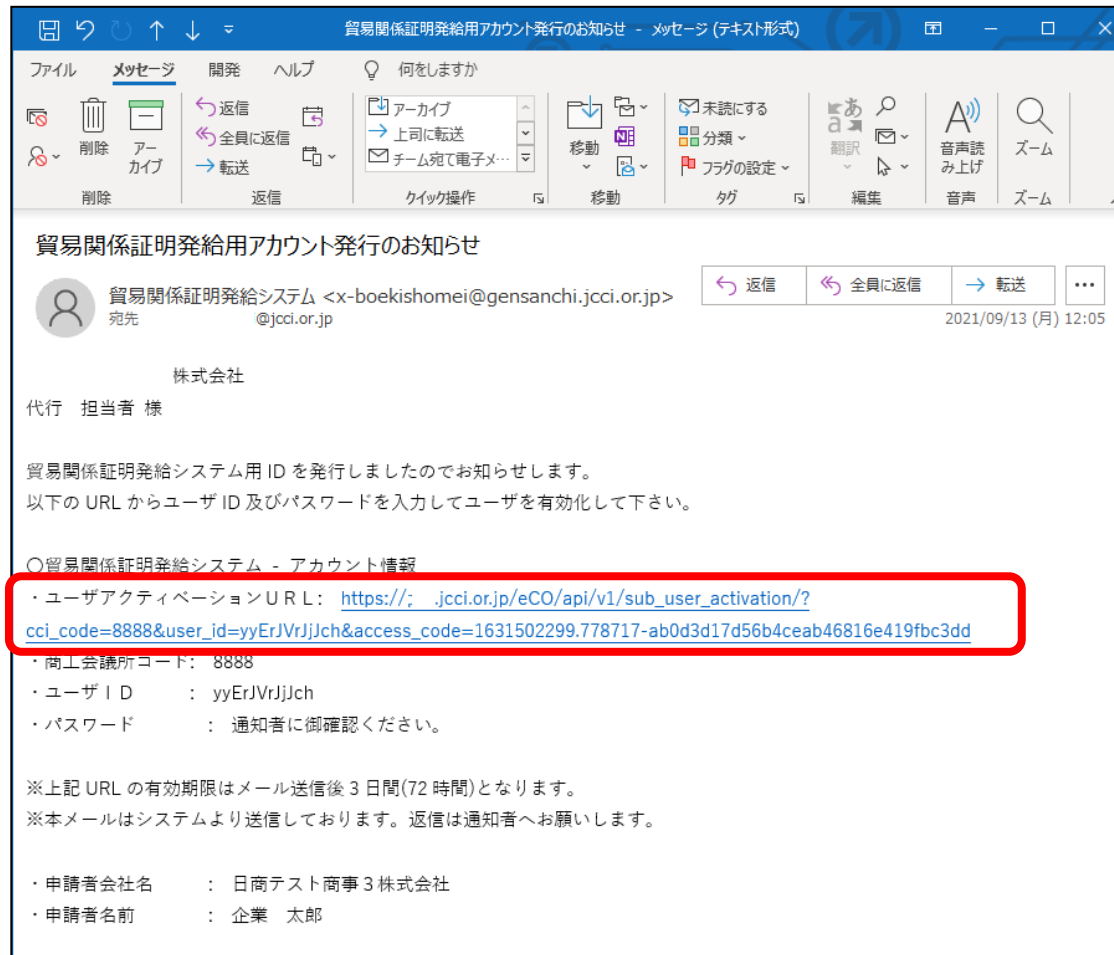 貿易関係証明発給用アカウント発行のお知らせ - メッセージ (テキスト形式)
ファイル メッセージ 開発 ヘルプ 何をしますか
削除 アーカイブ 返信 全員に返信 転送 アーカイブ 上司に転送 チーム宛て電子メ… 移動 未読にする 分類 フラグの設定 翻訳 音声読み上げ ズーム
削除 返信 クイック操作 移動 タグ 編集 音声 ズーム
貿易関係証明発給用アカウント発行のお知らせ
貿易関係証明発給システム <x-boekishomei@gensanchi.jcci.or.jp>
返信 全員に返信 転送 …
宛先 @jcci.or.jp
2021/09/13 (月) 12:05
株式会社
代行 担当者 様
貿易関係証明発給システム用 ID を発行しましたのでお知らせします。
以下の URL からユーザ ID 及びパスワードを入力してユーザを有効化して下さい。
〇貿易関係証明発給システム - アカウント情報
・ユーザアクティベーションＵＲＬ: https:// .jcci.or.jp/eCO/api/v1/sub_user_activation/?
cci_code=8888&user_id=yyErJVrJjJch&access_code=1631502299.778717-ab0d3d17d56b4ceab46816e419fbc3dd
・商工会議所コード: 8888
・ユーザＩＤ : yyErJVrJjJch
・パスワード : 通知者に御確認ください。
※上記 URL の有効期限はメール送信後 3 日間(72 時間)となります。
※本メールはシステムより送信しております。返信は通知者へお願いします。
・申請者会社名 : 日商テスト商事３株式会社
・申請者名前 : 企業 太郎